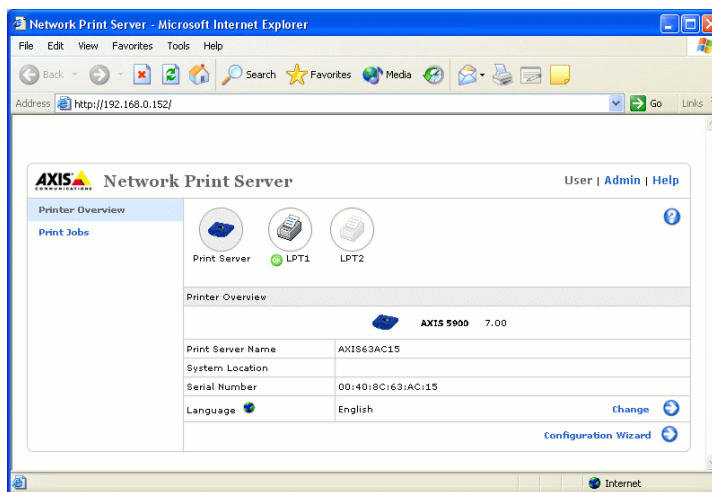 Network Print Server - Microsoft Internet Explorer
File Edit View Favorites Tools Help
Back Search Favorites Media
Address http://192.168.0.152/ Go Links
AXIS COMMUNICATIONS Network Print Server User | Admin | Help
Printer Overview
Print Jobs
Print Server OK LPT1 LPT2
Printer Overview
AXIS 5900 7.00
Print Server Name AXIS63AC15
System Location
Serial Number 00:40:8C:63:AC:15
Language English Change
Configuration Wizard
Internet